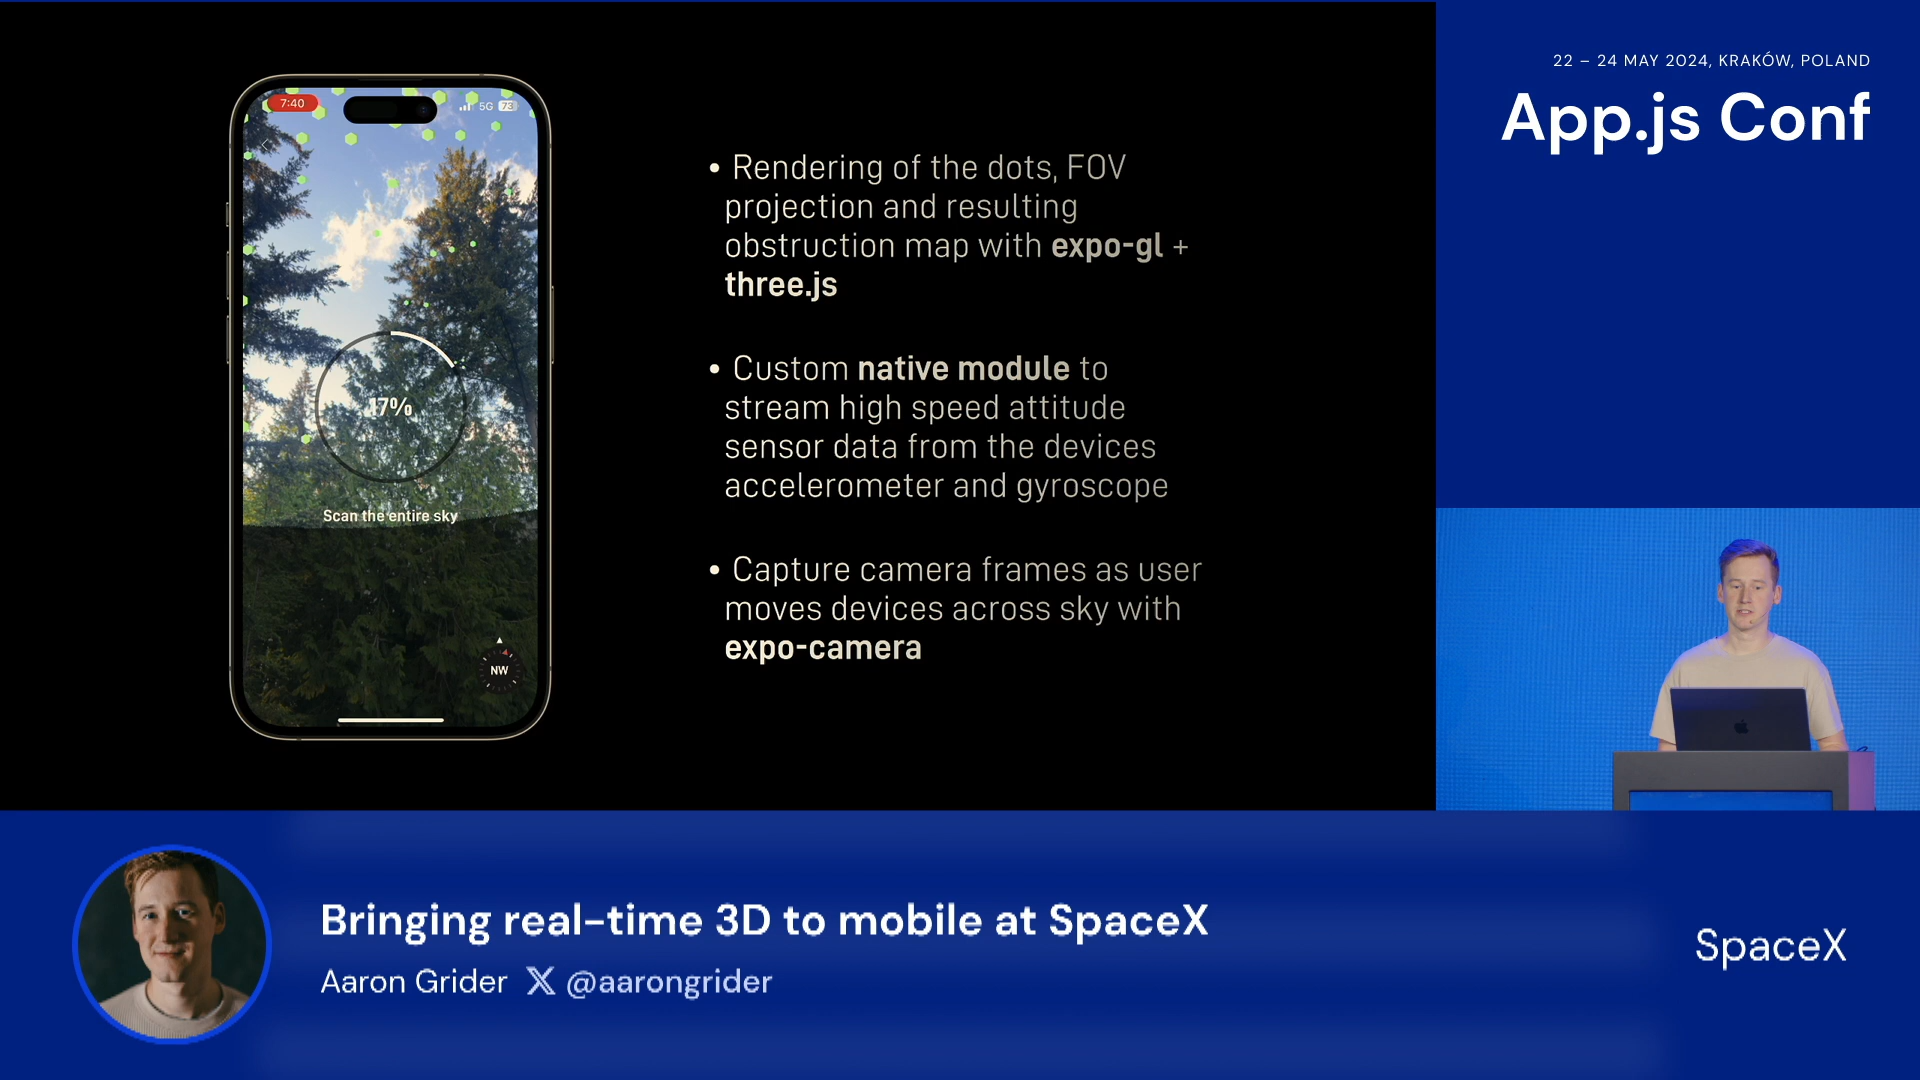 22 – 24 MAY 2024, KRAKÓW, POLAND
App.js Conf
7:40
5G 73
17%
Scan the entire sky
NW
• Rendering of the dots, FOV
projection and resulting
obstruction map with expo-gl +
three.js
• Custom native module to
stream high speed attitude
sensor data from the devices
accelerometer and gyroscope
• Capture camera frames as user
moves devices across sky with
expo-camera
Bringing real-time 3D to mobile at SpaceX
Aaron Grider X @aarongrider
SpaceX